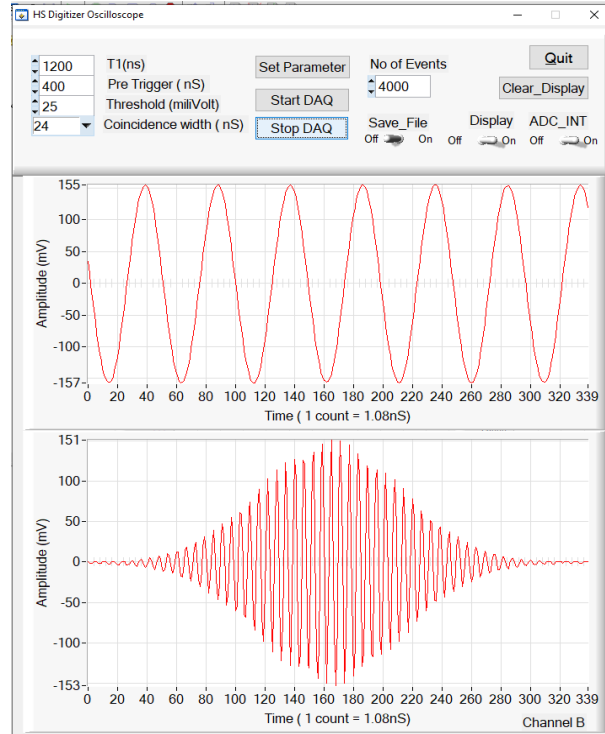 HS Digitizer Oscilloscope
1200 T1(ns) Set Parameter No of Events Quit
400 Pre Trigger ( nS) 4000 Clear_Display
25 Threshold (miliVolt) Start DAQ
24 Coincidence width ( nS) Stop DAQ Save_File Display ADC_INT
Off On Off On Off On
155
100
50
0
-50
-100
-157
Amplitude (mV)
0 20 40 60 80 100 120 140 160 180 200 220 240 260 280 300 320 339
Time ( 1 count = 1.08nS)
151
100
50
0
-50
-100
-153
Amplitude (mV)
0 20 40 60 80 100 120 140 160 180 200 220 240 260 280 300 320 339
Time ( 1 count = 1.08nS)
Channel B